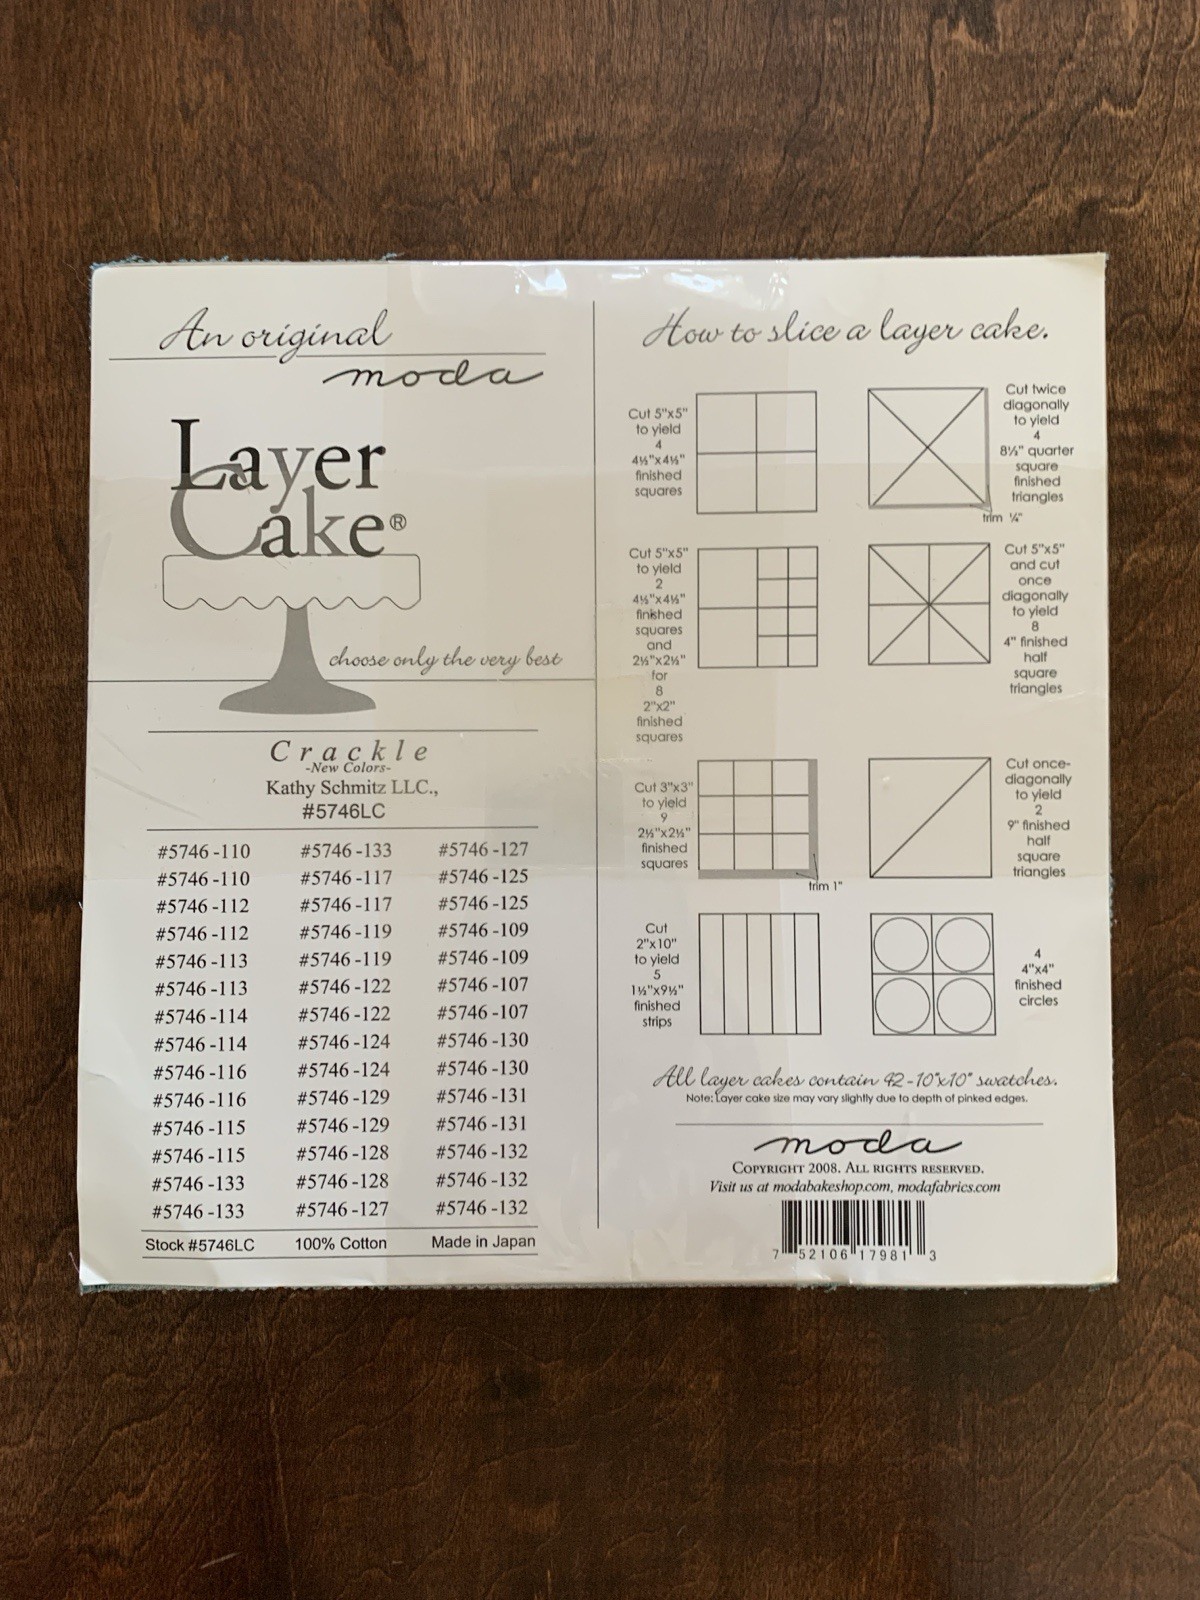 An original
moda
Layer
Cake®
choose only the very best
Crackle
-New Colors-
Kathy Schmitz LLC.,
#5746LC
#5746-110 #5746-133 #5746-127
#5746-110 #5746-117 #5746-125
#5746-112 #5746-117 #5746-125
#5746-112 #5746-119 #5746-109
#5746-113 #5746-119 #5746-109
#5746-113 #5746-122 #5746-107
#5746-114 #5746-122 #5746-107
#5746-114 #5746-124 #5746-130
#5746-116 #5746-124 #5746-130
#5746-116 #5746-129 #5746-131
#5746-115 #5746-129 #5746-131
#5746-115 #5746-128 #5746-132
#5746-133 #5746-128 #5746-132
#5746-133 #5746-127 #5746-132
Stock #5746LC 100% Cotton Made in Japan
How to slice a layer cake.
Cut 5"x5"
to yield
4
4½"x4½"
finished
squares
Cut twice
diagonally
to yield
4
8½" quarter
square
finished
triangles
trim ¼"
Cut 5"x5"
to yield
2
4½"x4½"
finished
squares
and
2½"x2½"
for
8
2"x2"
finished
squares
Cut 5"x5"
and cut
once
diagonally
to yield
8
4" finished
half
square
triangles
Cut 3"x3"
to yield
9
2½"x2½"
finished
squares
trim 1"
Cut once-
diagonally
to yield
2
9" finished
half
square
triangles
Cut
2"x10"
to yield
5
1½"x9½"
finished
strips
4
4"x4"
finished
circles
All layer cakes contain 42-10"x10" swatches.
Note: Layer cake size may vary slightly due to depth of pinked edges.
moda
COPYRIGHT 2008. ALL RIGHTS RESERVED.
Visit us at modabakeshop.com, modafabrics.com
7 52106 17981 3